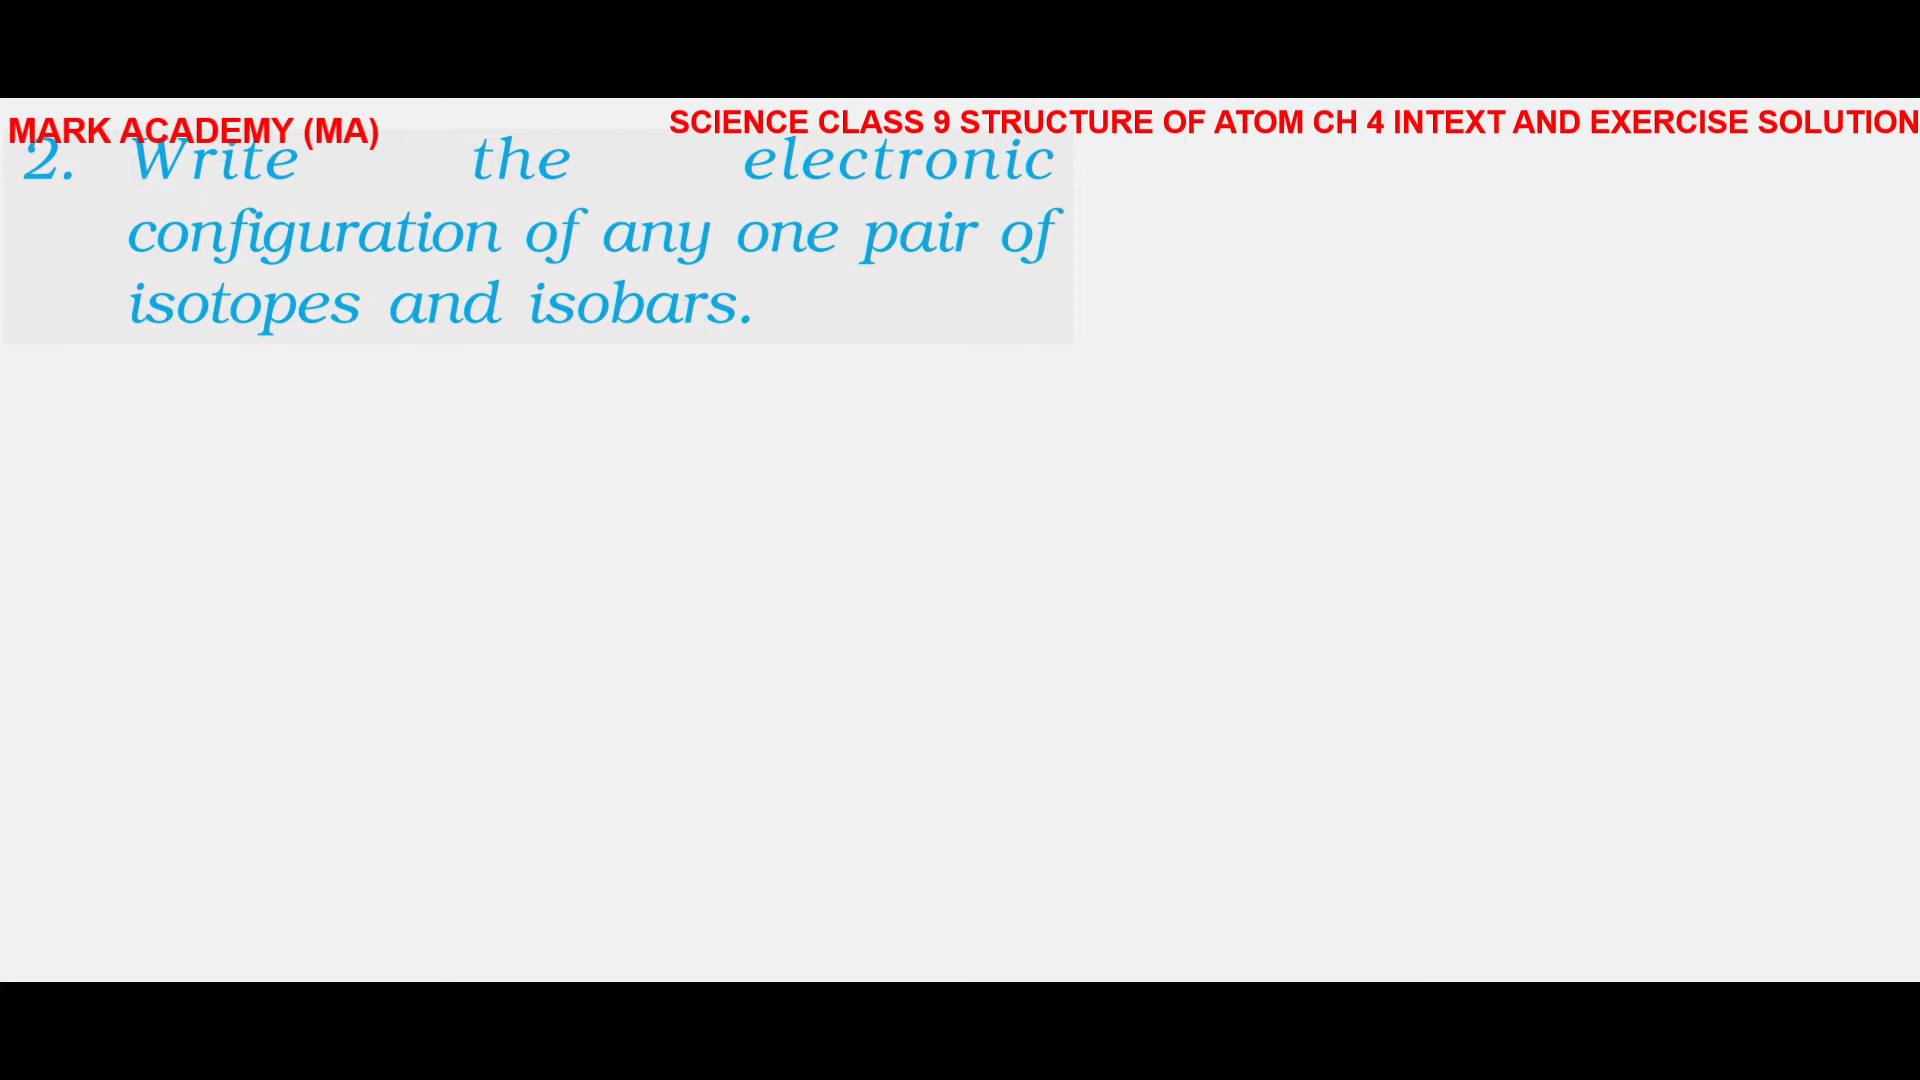 MARK ACADEMY (MA)
SCIENCE CLASS 9 STRUCTURE OF ATOM CH 4 INTEXT AND EXERCISE SOLUTION
2. Write the electronic
configuration of any one pair of
isotopes and isobars.